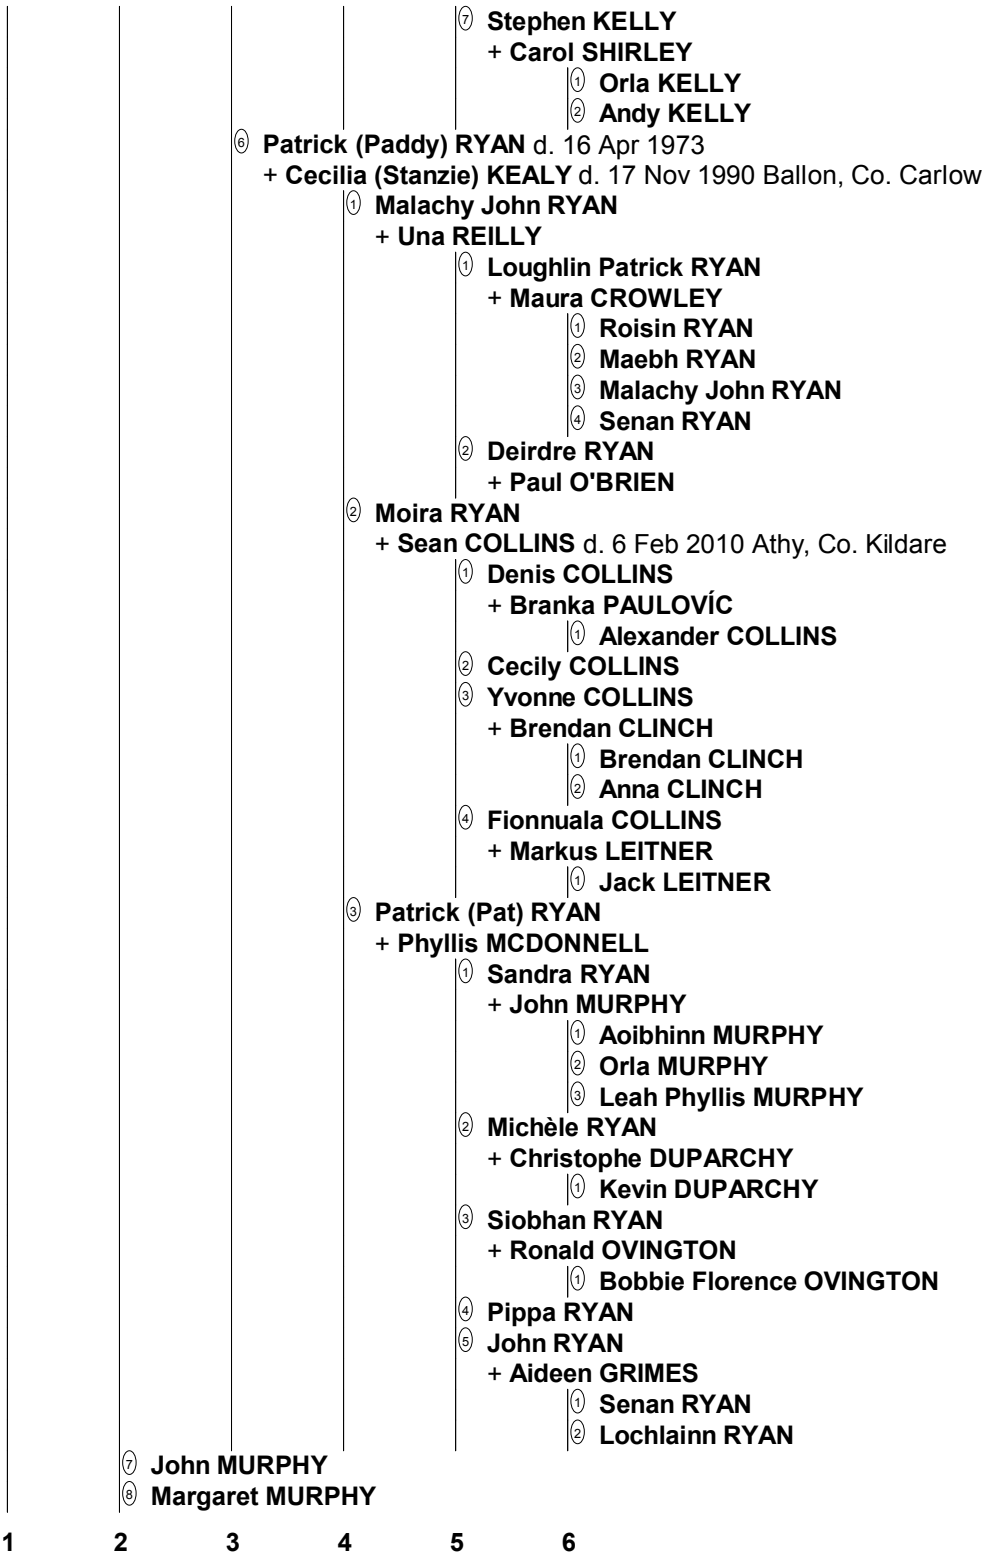 ⑦ Stephen KELLY
+ Carol SHIRLEY
① Orla KELLY
② Andy KELLY
⑥ Patrick (Paddy) RYAN d. 16 Apr 1973
+ Cecilia (Stanzie) KEALY d. 17 Nov 1990 Ballon, Co. Carlow
① Malachy John RYAN
+ Una REILLY
① Loughlin Patrick RYAN
+ Maura CROWLEY
① Roisin RYAN
② Maebh RYAN
③ Malachy John RYAN
④ Senan RYAN
② Deirdre RYAN
+ Paul O'BRIEN
② Moira RYAN
+ Sean COLLINS d. 6 Feb 2010 Athy, Co. Kildare
① Denis COLLINS
+ Branka PAULOVÍC
① Alexander COLLINS
② Cecily COLLINS
③ Yvonne COLLINS
+ Brendan CLINCH
① Brendan CLINCH
② Anna CLINCH
④ Fionnuala COLLINS
+ Markus LEITNER
① Jack LEITNER
③ Patrick (Pat) RYAN
+ Phyllis MCDONNELL
① Sandra RYAN
+ John MURPHY
① Aoibhinn MURPHY
② Orla MURPHY
③ Leah Phyllis MURPHY
② Michèle RYAN
+ Christophe DUPARCHY
① Kevin DUPARCHY
③ Siobhan RYAN
+ Ronald OVINGTON
① Bobbie Florence OVINGTON
④ Pippa RYAN
⑤ John RYAN
+ Aideen GRIMES
① Senan RYAN
② Lochlainn RYAN
⑦ John MURPHY
⑧ Margaret MURPHY
1 2 3 4 5 6